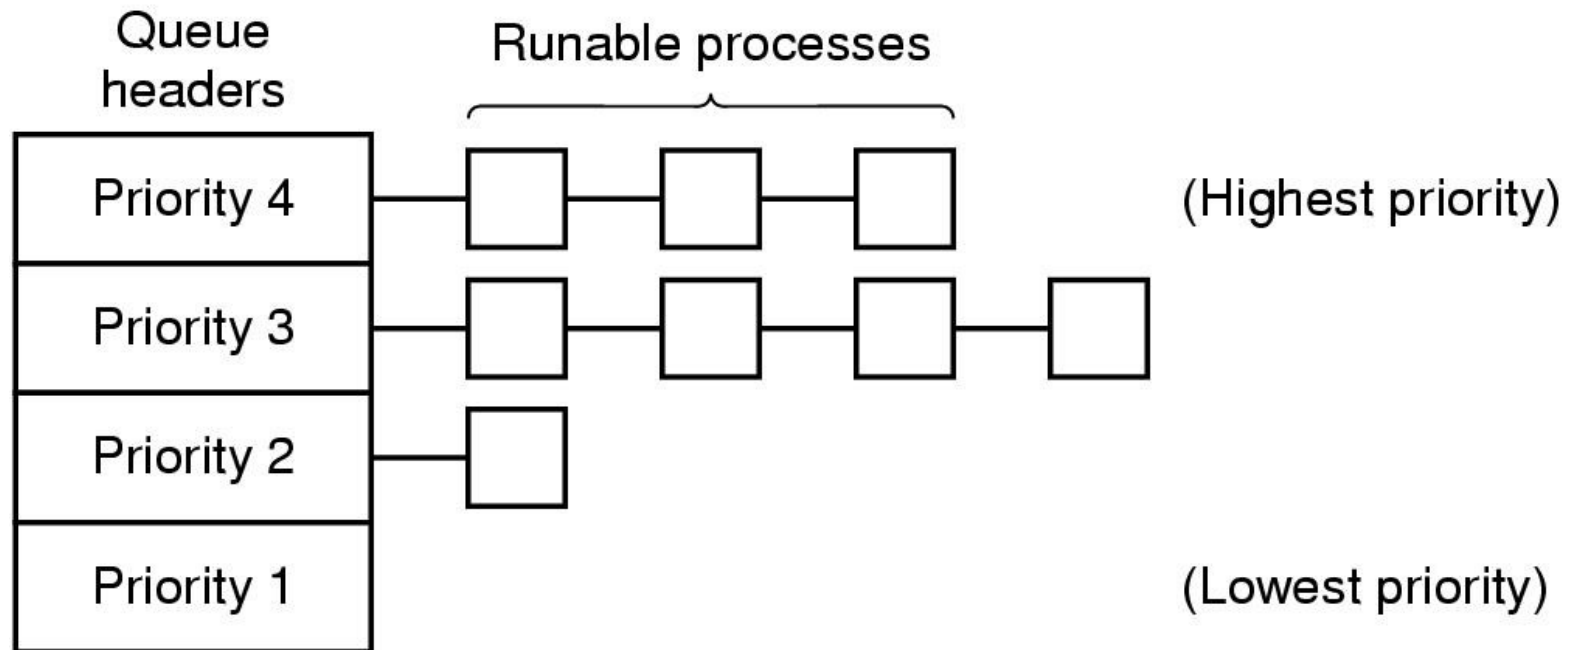 Queue
headers
Runable processes
Priority 4
(Highest priority)
Priority 3
Priority 2
Priority 1
(Lowest priority)